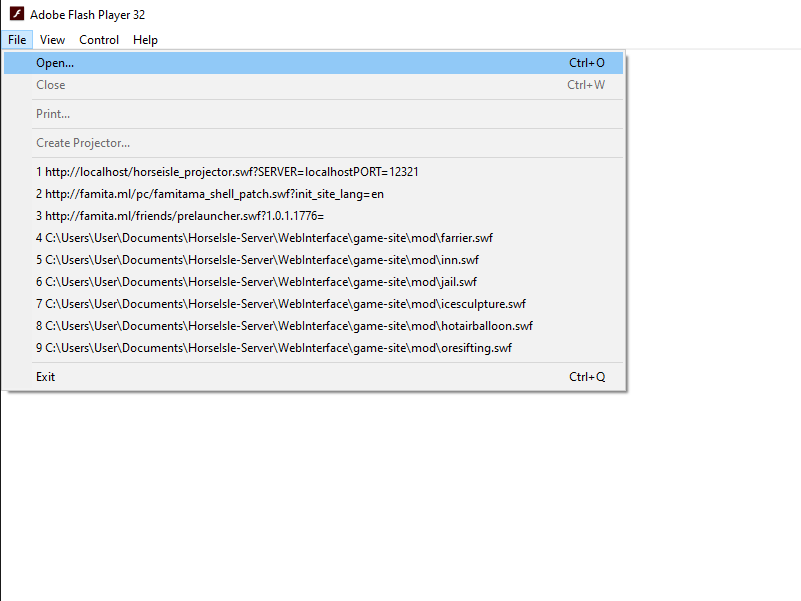 Adobe Flash Player 32
File View Control Help
Open... Ctrl+O
Close Ctrl+W
Print...
Create Projector...
1 http://localhost/horseisle_projector.swf?SERVER=localhostPORT=12321
2 http://famita.ml/pc/famitama_shell_patch.swf?init_site_lang=en
3 http://famita.ml/friends/prelauncher.swf?1.0.1.1776=
4 C:\Users\User\Documents\HorseIsle-Server\WebInterface\game-site\mod\farrier.swf
5 C:\Users\User\Documents\HorseIsle-Server\WebInterface\game-site\mod\inn.swf
6 C:\Users\User\Documents\HorseIsle-Server\WebInterface\game-site\mod\jail.swf
7 C:\Users\User\Documents\HorseIsle-Server\WebInterface\game-site\mod\icesculpture.swf
8 C:\Users\User\Documents\HorseIsle-Server\WebInterface\game-site\mod\hotairballoon.swf
9 C:\Users\User\Documents\HorseIsle-Server\WebInterface\game-site\mod\oresifting.swf
Exit Ctrl+Q